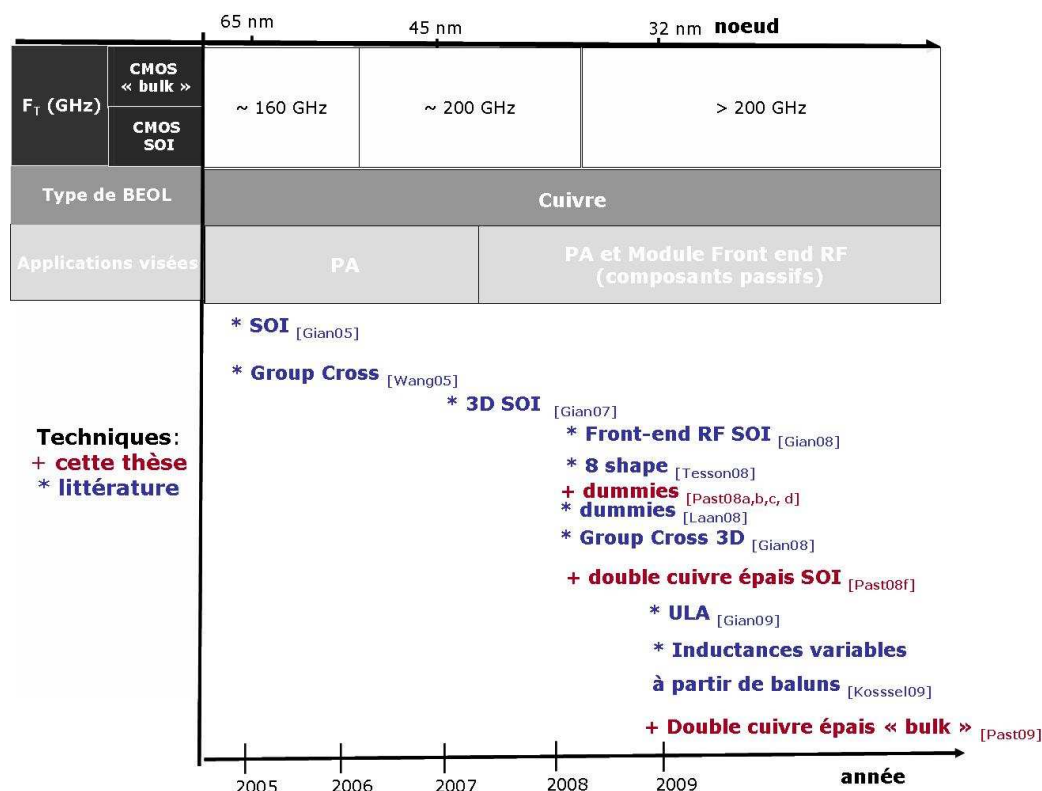 65 nm
45 nm
32 nm noeud
F_T (GHz)
CMOS
« bulk »
CMOS
SOI
~ 160 GHz
~ 200 GHz
> 200 GHz
Type de BEOL
Cuivre
Applications visées
PA
PA et Module Front end RF
(composants passifs)
* SOI [Gian05]
* Group Cross [Wang05]
* 3D SOI [Gian07]
Techniques:
+ cette thèse
* littérature
* Front-end RF SOI [Gian08]
* 8 shape [Tesson08]
+ dummies [Past08a,b,c, d]
* dummies [Laan08]
* Group Cross 3D [Gian08]
+ double cuivre épais SOI [Past08f]
* ULA [Gian09]
* Inductances variables
à partir de baluns [Kosssel09]
+ Double cuivre épais « bulk » [Past09]
2005
2006
2007
2008
2009
année